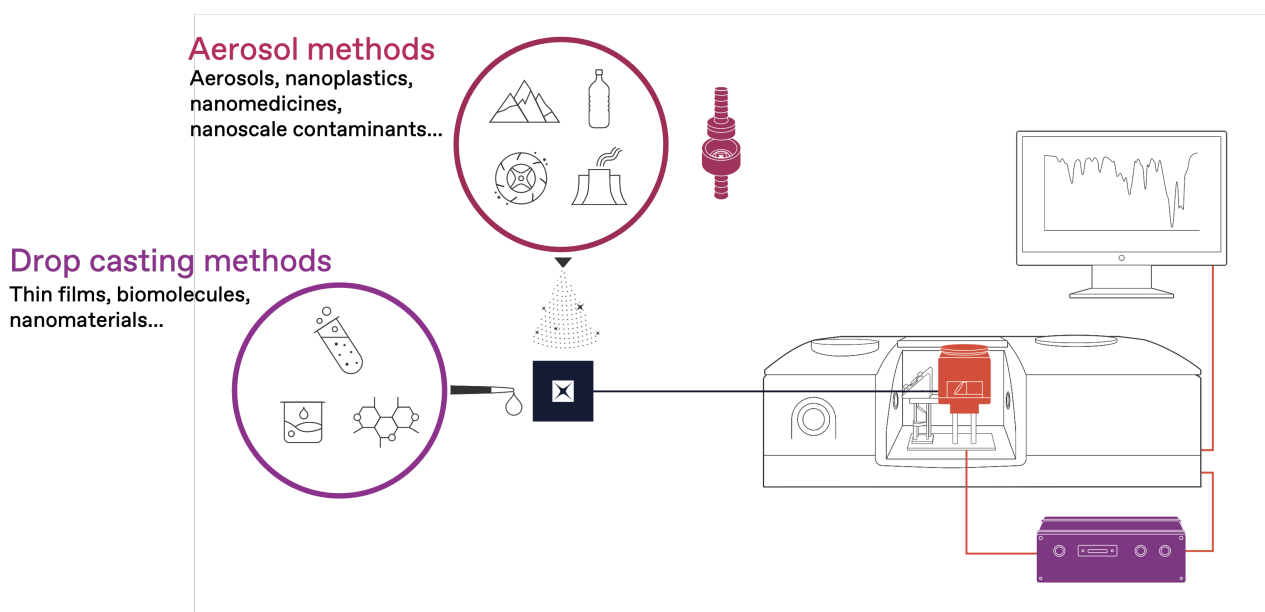 Aerosol methods
Aerosols, nanoplastics,
nanomedicines,
nanoscale contaminants...
Drop casting methods
Thin films, biomolecules,
nanomaterials...